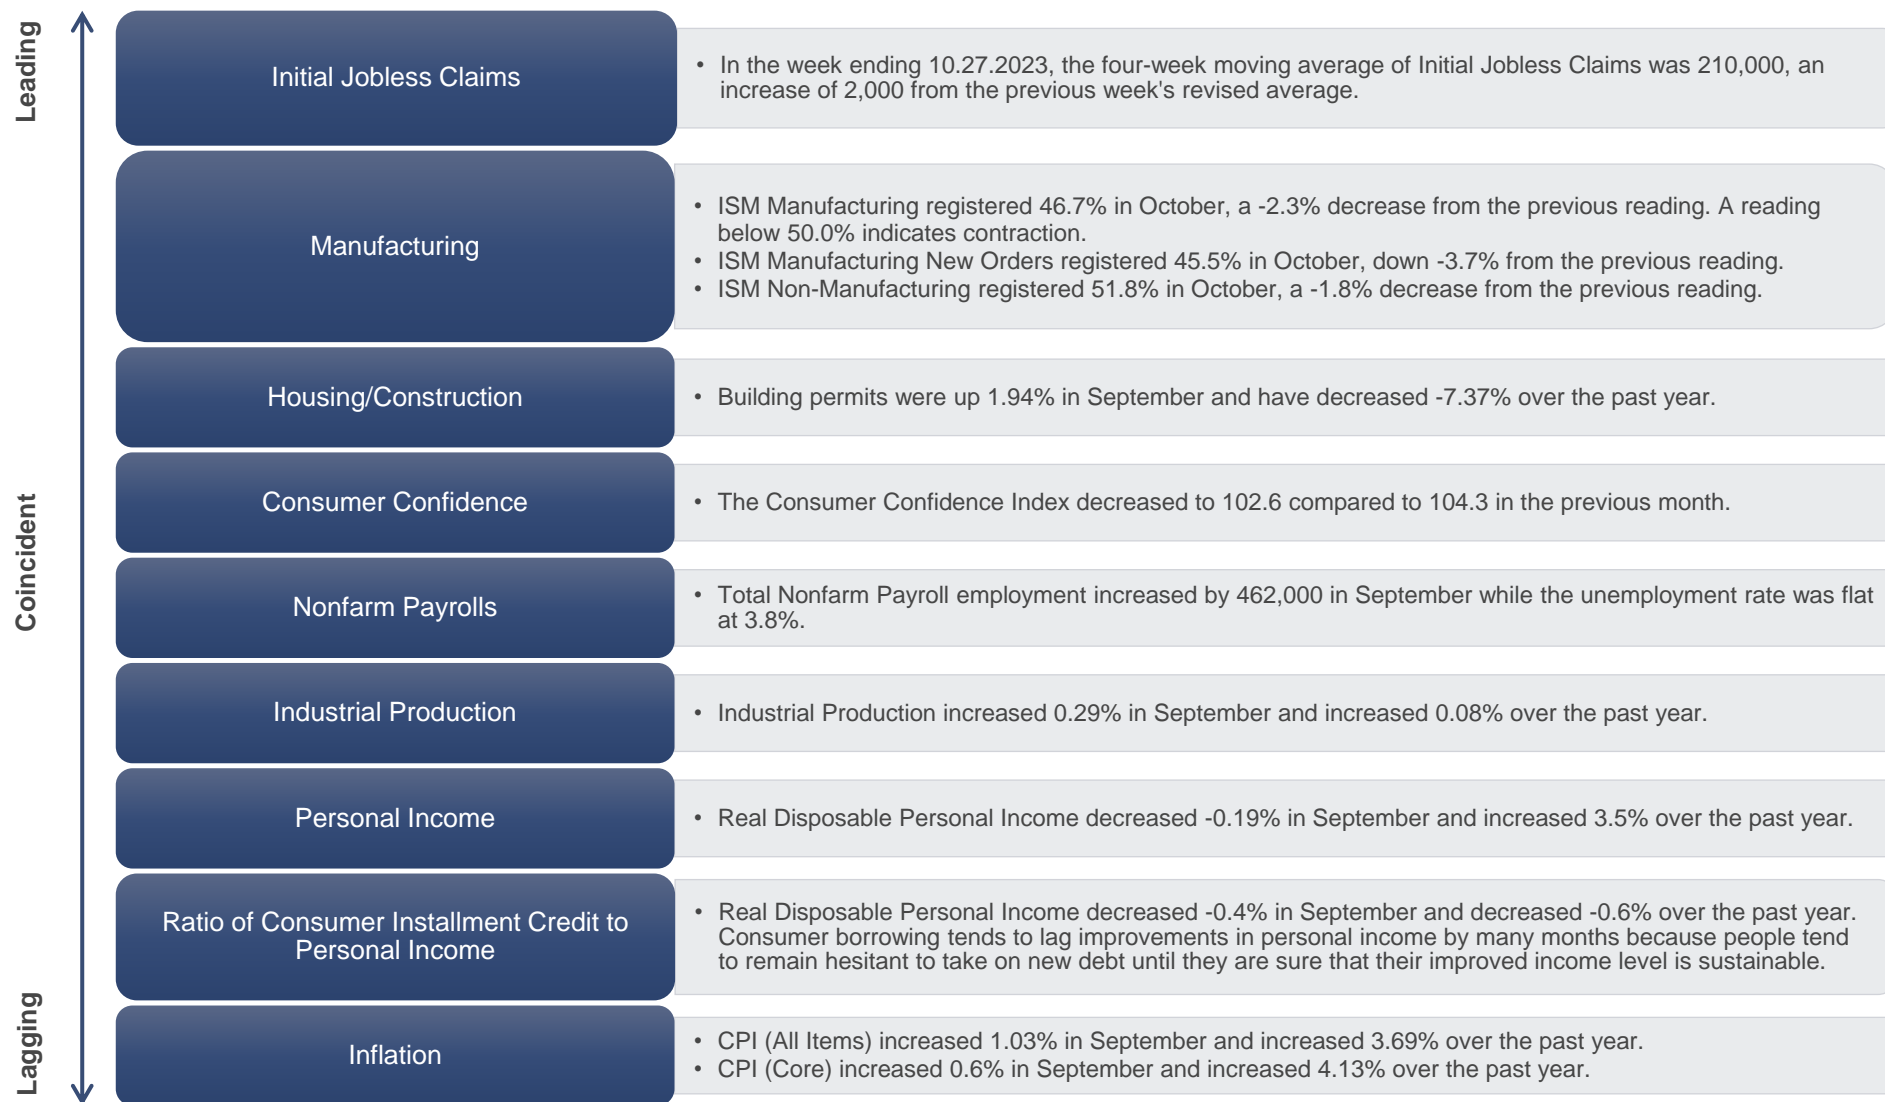 Leading
Initial Jobless Claims
• In the week ending 10.27.2023, the four-week moving average of Initial Jobless Claims was 210,000, an
increase of 2,000 from the previous week's revised average.
Manufacturing
• ISM Manufacturing registered 46.7% in October, a -2.3% decrease from the previous reading. A reading
below 50.0% indicates contraction.
• ISM Manufacturing New Orders registered 45.5% in October, down -3.7% from the previous reading.
• ISM Non-Manufacturing registered 51.8% in October, a -1.8% decrease from the previous reading.
Housing/Construction
• Building permits were up 1.94% in September and have decreased -7.37% over the past year.
Coincident
Consumer Confidence
• The Consumer Confidence Index decreased to 102.6 compared to 104.3 in the previous month.
Nonfarm Payrolls
• Total Nonfarm Payroll employment increased by 462,000 in September while the unemployment rate was flat
at 3.8%.
Industrial Production
• Industrial Production increased 0.29% in September and increased 0.08% over the past year.
Personal Income
• Real Disposable Personal Income decreased -0.19% in September and increased 3.5% over the past year.
Ratio of Consumer Installment Credit to
Personal Income
• Real Disposable Personal Income decreased -0.4% in September and decreased -0.6% over the past year.
Consumer borrowing tends to lag improvements in personal income by many months because people tend
to remain hesitant to take on new debt until they are sure that their improved income level is sustainable.
Lagging
Inflation
• CPI (All Items) increased 1.03% in September and increased 3.69% over the past year.
• CPI (Core) increased 0.6% in September and increased 4.13% over the past year.